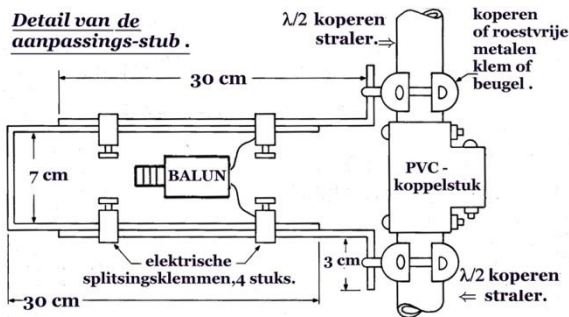 Detail van de
aanpassings-stub .
λ/2 koperen
straler.⇒
koperen
of roestvrije
metalen
klem of
beugel .
30 cm
7 cm
BALUN
PVC -
koppelstuk
elektrische
splitsingsklemmen,4 stuks.
3 cm
λ/2 koperen
⇐ straler.
30 cm